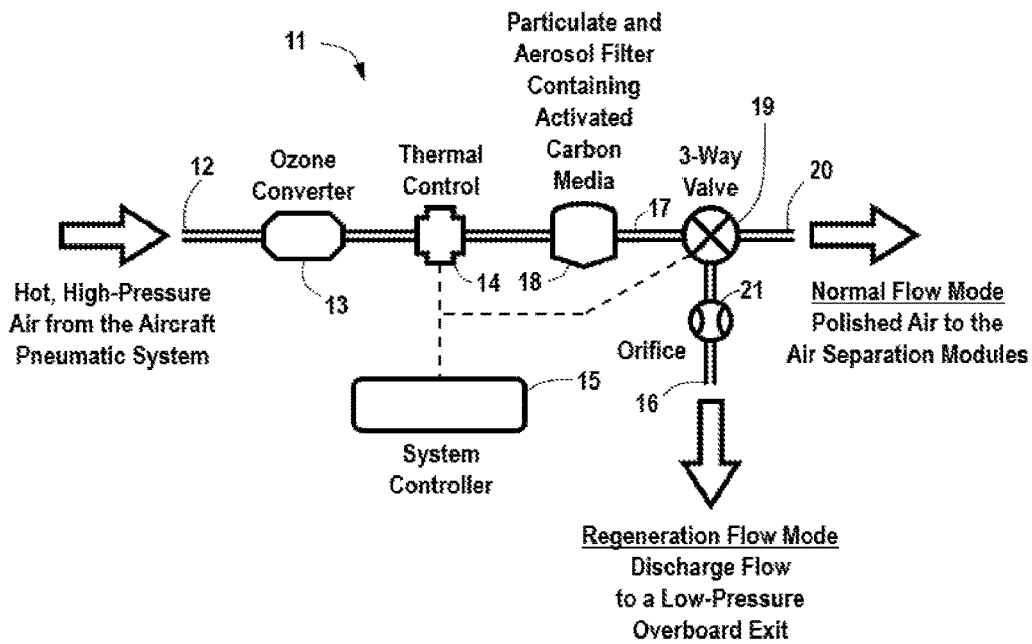 11
Particulate and
Aerosol Filter
Containing
Activated
Carbon
Media
19
3-Way
Valve
12
Ozone
Converter
Thermal
Control
17
20
13
14
18
21
Hot, High-Pressure
Air from the Aircraft
Pneumatic System
Normal Flow Mode
Polished Air to the
Air Separation Modules
Orifice
15
16
System
Controller
Regeneration Flow Mode
Discharge Flow
to a Low-Pressure
Overboard Exit